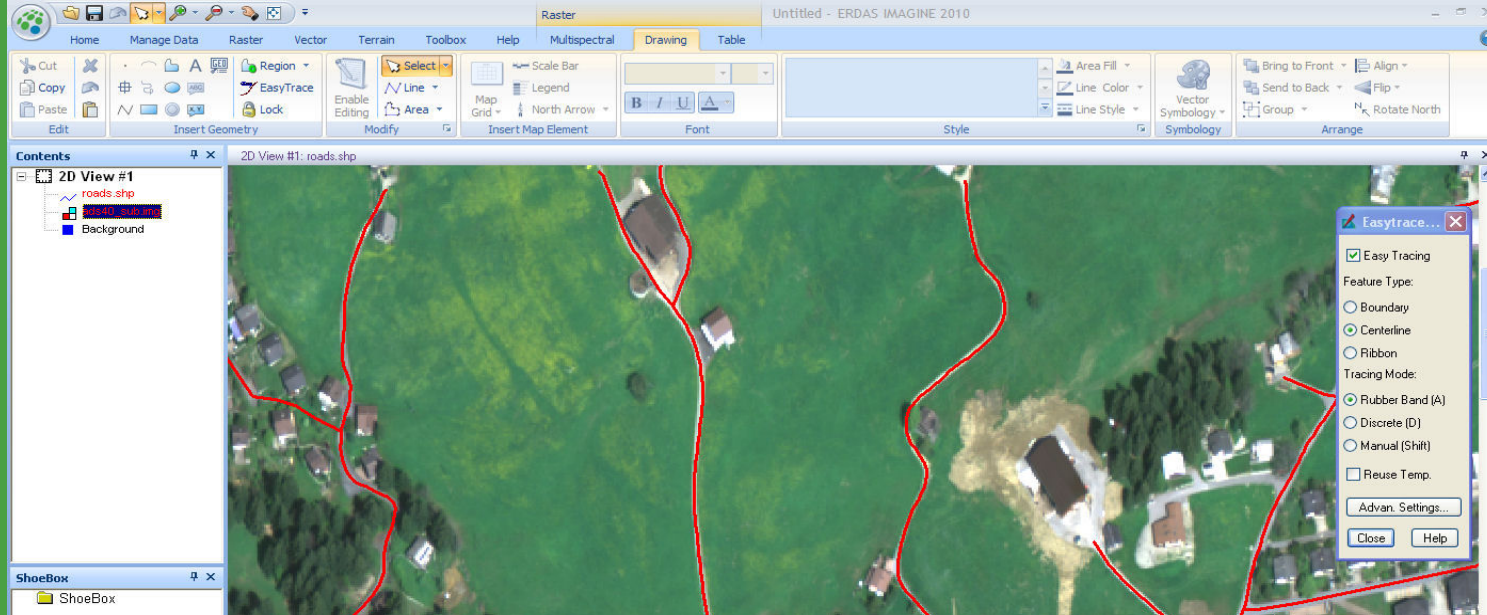 Raster
Untitled - ERDAS IMAGINE 2010
Home Manage Data Raster Vector Terrain Toolbox Help Multispectral Drawing Table
Cut
Copy
Paste
Edit
A GEO
Region
EasyTrace
Lock
Insert Geometry
Enable
Editing
Select
Line
Area
Modify
Map
Grid
Scale Bar
Legend
North Arrow
Insert Map Element
B I U A
Font
Area Fill
Line Color
Line Style
Style
Vector
Symbology
Symbology
Bring to Front
Send to Back
Group
Align
Flip
Rotate North
Arrange
Contents
2D View #1
roads.shp
ads40_sub.img
Background
ShoeBox
ShoeBox
2D View #1: roads.shp
Easytrace...
Easy Tracing
Feature Type:
Boundary
Centerline
Ribbon
Tracing Mode:
Rubber Band (A)
Discrete (D)
Manual (Shift)
Reuse Temp.
Advan. Settings...
Close Help